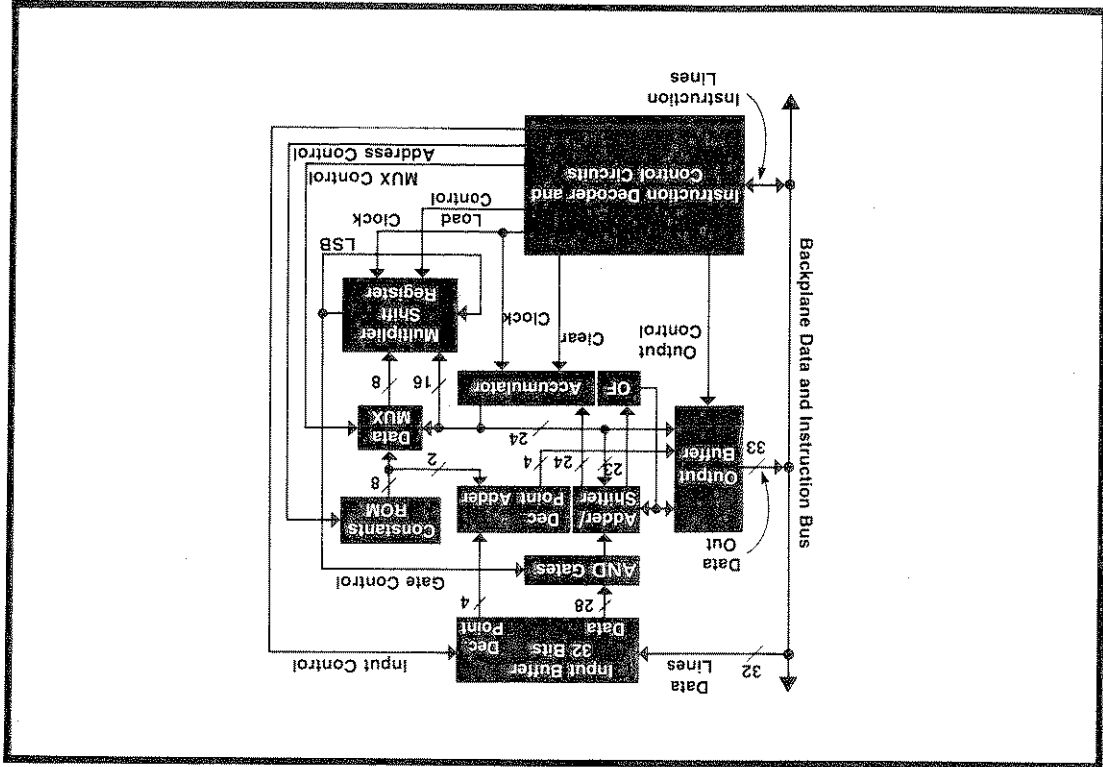 Data
Lines
32
Input Buffer
32 Bits
Data
Dec.
Point
Input Control
28
4
Gate Control
AND Gates
Data
Out
33
Output
Buffer
Adder/
Shifter
Dec
Point Adder
Constants
ROM
23
24
4
2
8
24
Data
MUX
OF
Accumulator
16
8
Output
Control
Clear
Clock
Multiplier
Shift
Register
LSB
Load
Control
Clock
MUX Control
Address Control
Instruction Decoder and
Control Circuits
Instruction
Lines
Backplane Data and Instruction Bus